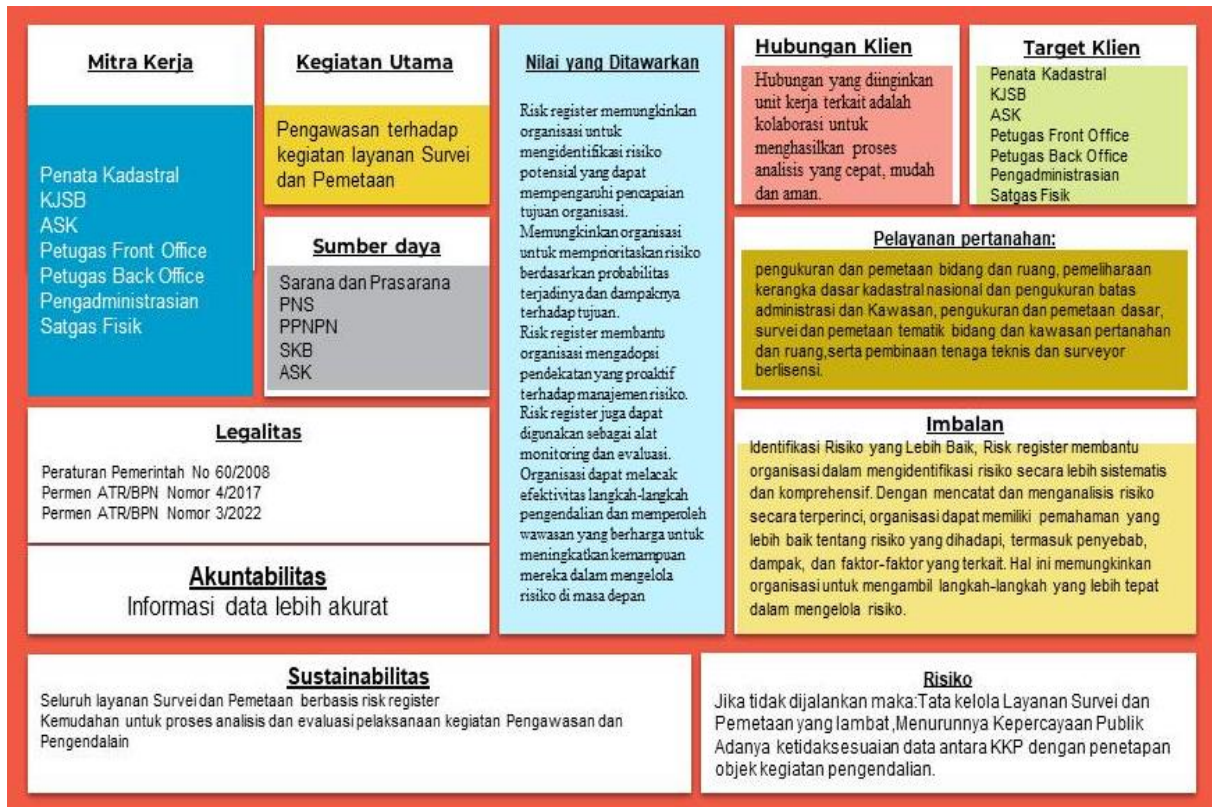 Mitra Kerja
Penata Kadastral
KJSB
ASK
Petugas Front Office
Petugas Back Office
Pengadministrasian
Satgas Fisik
Kegiatan Utama
Pengawasan terhadap
kegiatan layanan Survei
dan Pemetaan
Sumber daya
Sarana dan Prasarana
PNS
PPNPN
SKB
ASK
Nilai yang Ditawarkan
Risk register memungkinkan
organisasi untuk
mengidentifikasi risiko
potensial yang dapat
mempengaruhi pencapaian
tujuan organisasi.
Memungkinkan organisasi
untuk memprioritaskan risiko
berdasarkan probabilitas
terjadinya dan dampaknya
terhadap tujuan.
Risk register membantu
organisasi mengadopsi
pendekatan yang proaktif
terhadap manajemen risiko.
Risk register juga dapat
digunakan sebagai alat
monitoring dan evaluasi.
Organisasi dapat melacak
efektivitas langkah-langkah
pengendalian dan memperoleh
wawasan yang berharga untuk
meningkatkan kemampuan
mereka dalam mengelola
risiko di masa depan
Hubungan Klien
Hubungan yang diinginkan
unit kerja terkait adalah
kolaborasi untuk
menghasilkan proses
analisis yang cepat, mudah
dan aman.
Target Klien
Penata Kadastral
KJSB
ASK
Petugas Front Office
Petugas Back Office
Pengadministrasian
Satgas Fisik
Pelayanan pertanahan:
pengukuran dan pemetaan bidang dan ruang, pemeliharaan
kerangka dasar kadastral nasional dan pengukuran batas
administrasi dan Kawasan, pengukuran dan pemetaan dasar,
survei dan pemetaan tematik bidang dan kawasan pertanahan
dan ruang,serta pembinaan tenaga teknis dan surveyor
berlisensi.
Legalitas
Peraturan Pemerintah No 60/2008
Permen ATR/BPN Nomor 4/2017
Permen ATR/BPN Nomor 3/2022
Akuntabilitas
Informasi data lebih akurat
Imbalan
Identifikasi Risiko yang Lebih Baik, Risk register membantu
organisasi dalam mengidentifikasi risiko secara lebih sistematis
dan komprehensif. Dengan mencatat dan menganalisis risiko
secara terperinci, organisasi dapat memiliki pemahaman yang
lebih baik tentang risiko yang dihadapi, termasuk penyebab,
dampak, dan faktor-faktor yang terkait. Hal ini memungkinkan
organisasi untuk mengambil langkah-langkah yang lebih tepat
dalam mengelola risiko.
Sustainabilitas
Seluruh layanan Survei dan Pemetaan berbasis risk register
Kemudahan untuk proses analisis dan evaluasi pelaksanaan kegiatan Pengawasan dan
Pengendalain
Risiko
Jika tidak dijalankan maka:Tata kelola Layanan Survei dan
Pemetaan yang lambat ,Menurunnya Kepercayaan Publik
Adanya ketidaksesuaian data antara KKP dengan penetapan
objek kegiatan pengendalian.